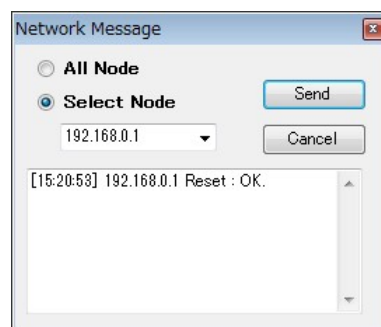 Network Message
All Node
Select Node
Send
192.168.0.1
Cancel
[15:20:53] 192.168.0.1 Reset : OK.